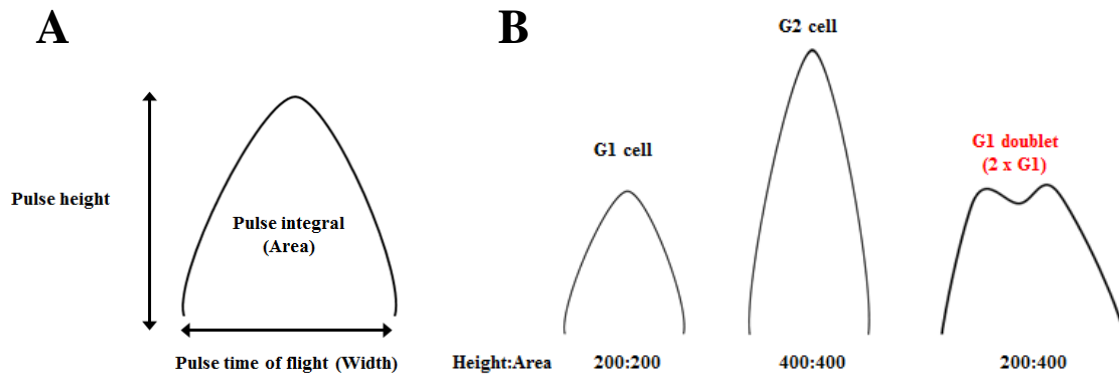 A
Pulse height
Pulse integral
(Area)
Pulse time of flight (Width)
B
G1 cell
G2 cell
G1 doublet
(2 x G1)
Height:Area
200:200
400:400
200:400